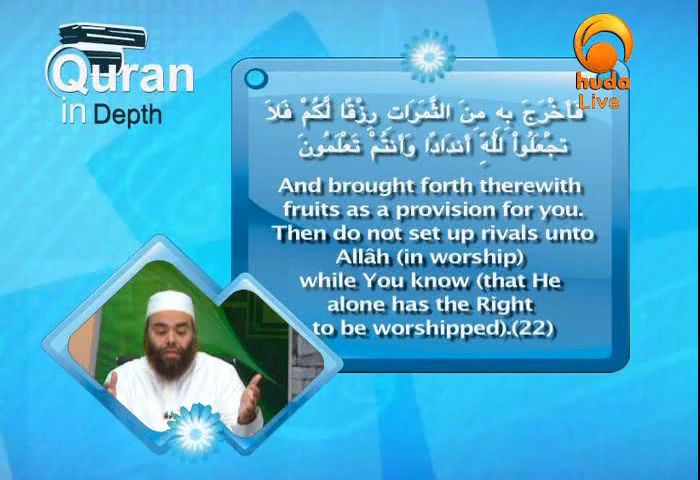 Quran
in Depth
huda
Live
فَأَخْرَجَ بِهِ مِنَ الثَّمَرَاتِ رِزْقًا لَّكُمْ فَلاَ
تَجْعَلُواْ لِلَّهِ أَندَادًا وَأَنتُمْ تَعْلَمُونَ
And brought forth therewith
fruits as a provision for you.
Then do not set up rivals unto
Allâh (in worship)
while You know (that He
alone has the Right
to be worshipped).(22)